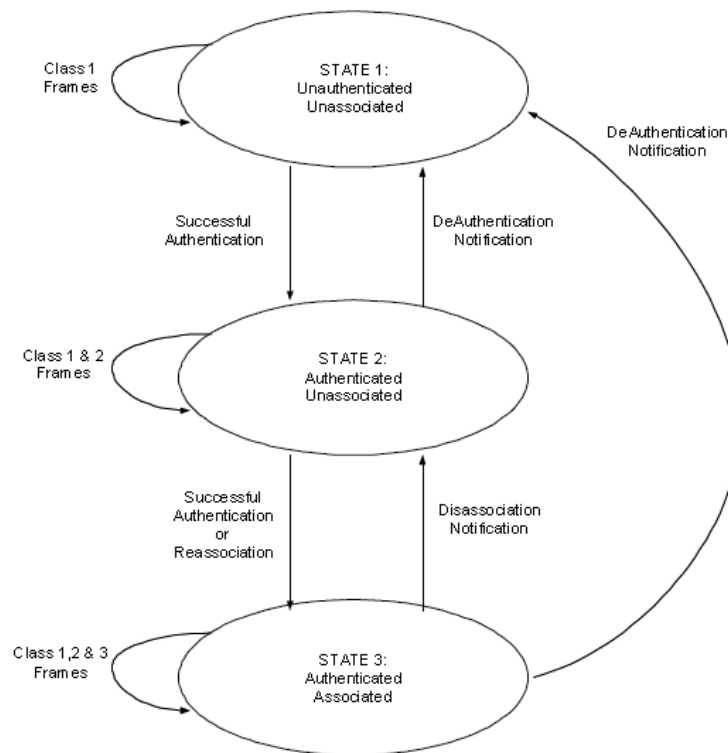 STATE 1:
Unauthenticated
Unassociated
Class 1
Frames
DeAuthentication
Notification
Successful
Authentication
DeAuthentication
Notification
STATE 2:
Authenticated
Unassociated
Class 1 & 2
Frames
Successful
Authentication
or
Reassociation
Disassociation
Notification
STATE 3:
Authenticated
Associated
Class 1,2 & 3
Frames